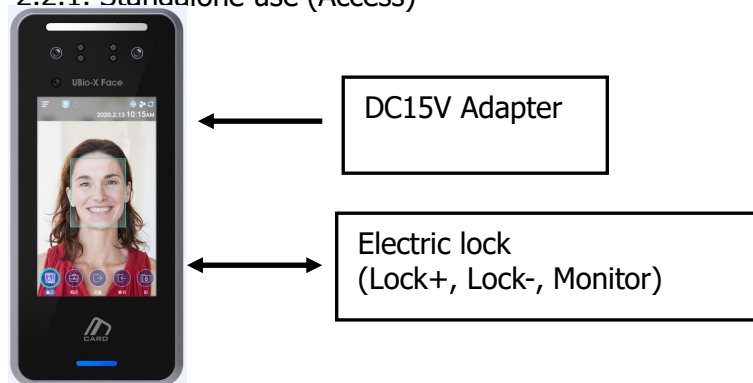 2.2.1. Standalone use (Access)
UBio-X Face
2020.2.13 10:15AM
DC15V Adapter
Electric lock
(Lock+, Lock-, Monitor)
CARD